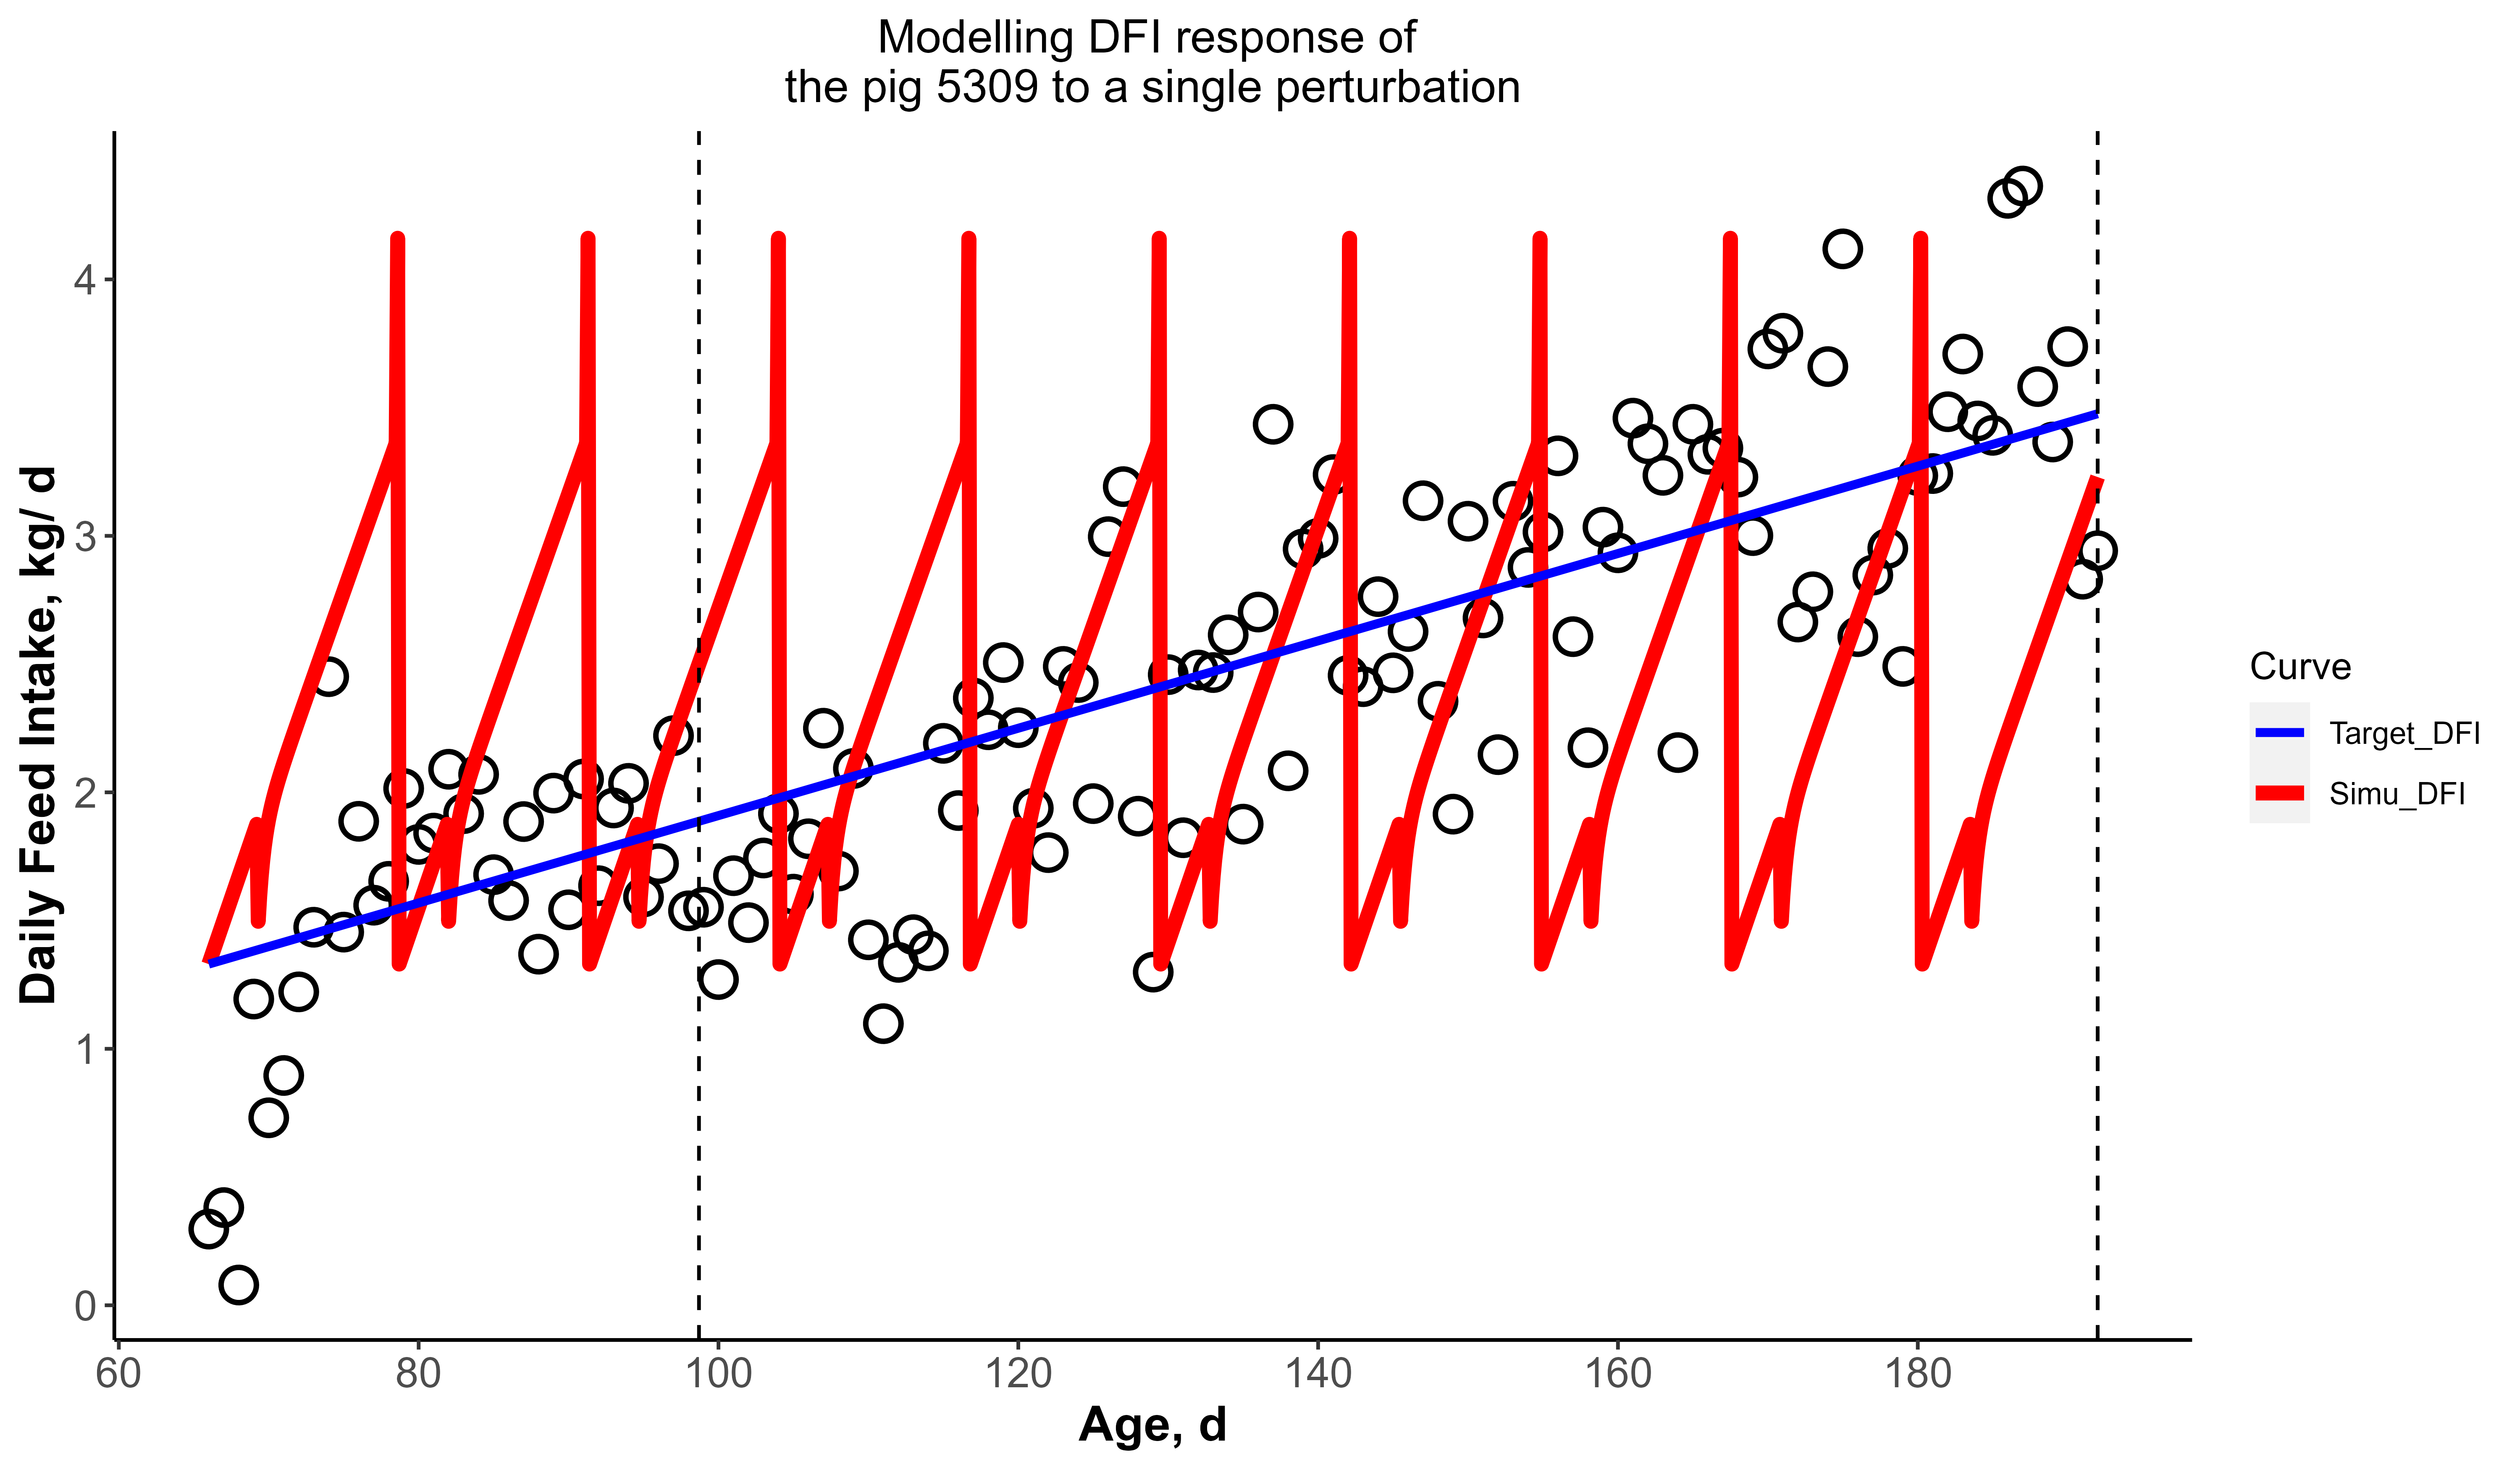 Modelling DFI response of
the pig 5309 to a single perturbation
Daily Feed Intake, kg/ d
4
3
2
1
0
60 80 100 120 140 160 180
Age, d
Curve
Target_DFI
Simu_DFI